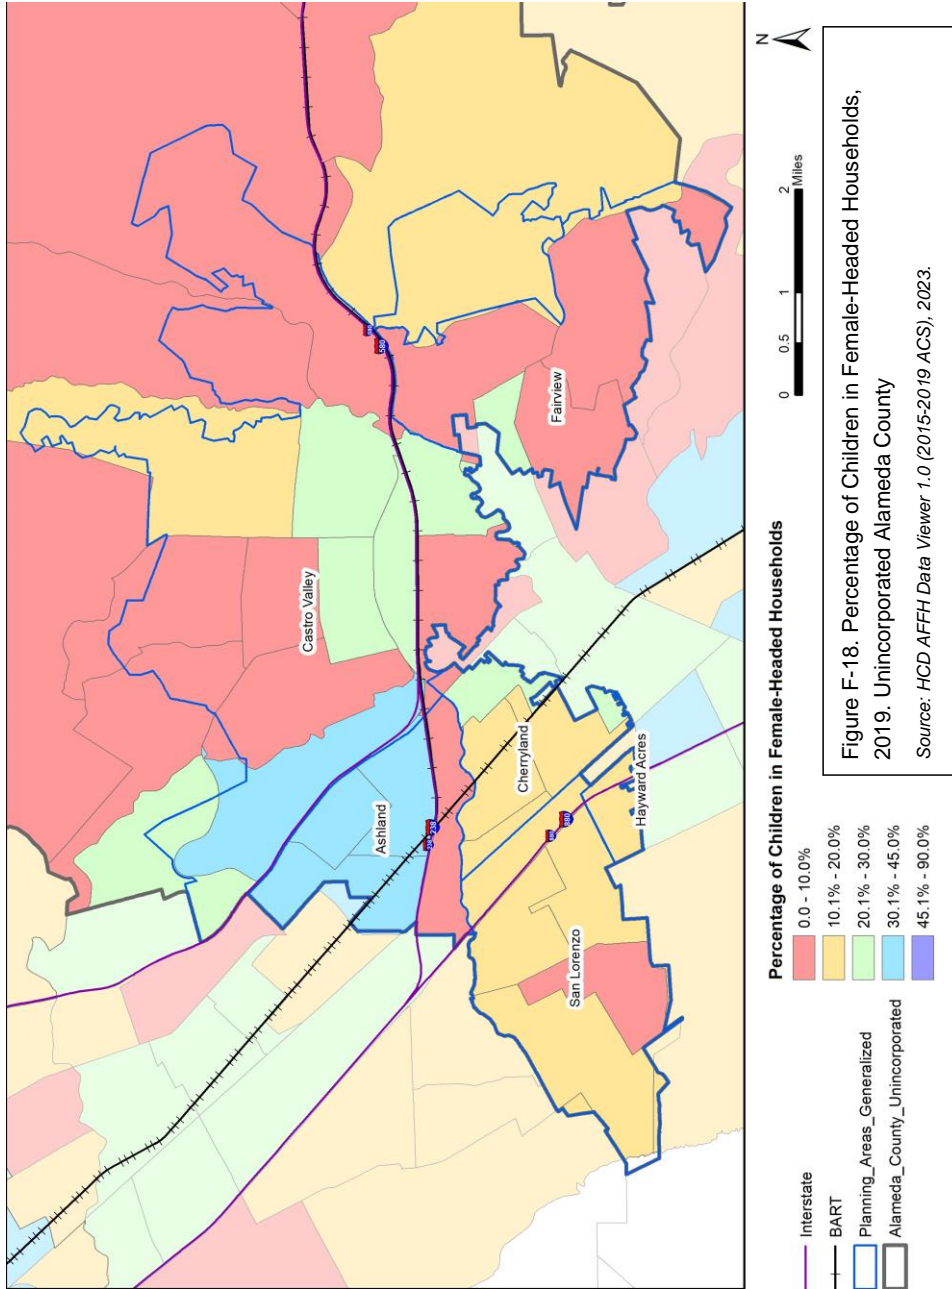 Castro Valley
Ashland
Cherryland
Fairview
San Lorenzo
Hayward Acres
580
238
880
N
0 0.5 1 2
Miles
Percentage of Children in Female-Headed Households
Interstate
BART
Planning_Areas_Generalized
Alameda_County_Unincorporated
0.0 - 10.0%
10.1% - 20.0%
20.1% - 30.0%
30.1% - 45.0%
45.1% - 90.0%
Figure F-18. Percentage of Children in Female-Headed Households,
2019. Unincorporated Alameda County
Source: HCD AFFH Data Viewer 1.0 (2015-2019 ACS), 2023.